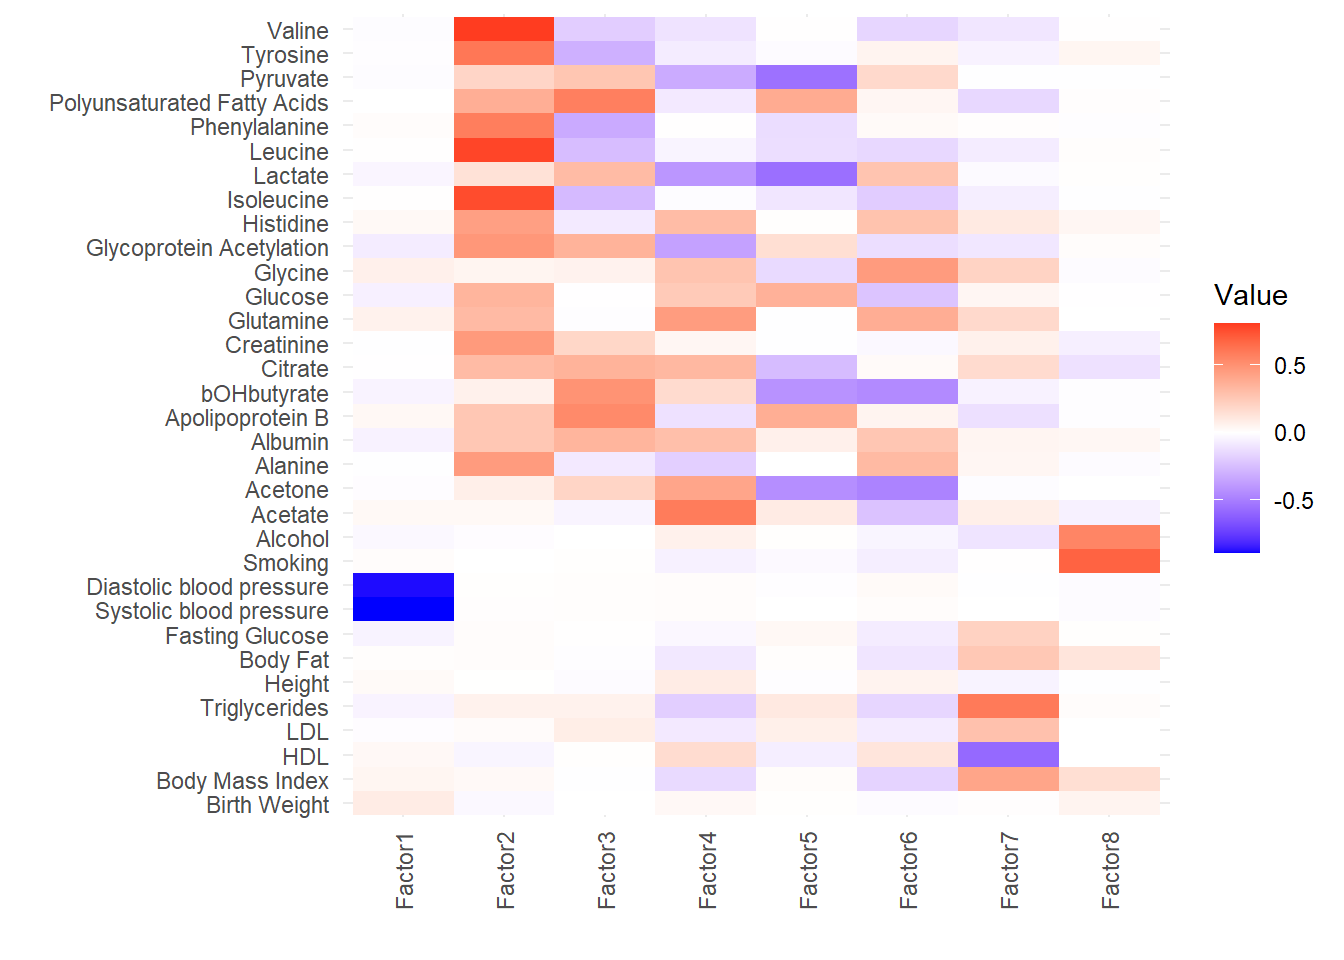 Valine
Tyrosine
Pyruvate
Polyunsaturated Fatty Acids
Phenylalanine
Leucine
Lactate
Isoleucine
Histidine
Glycoprotein Acetylation
Glycine
Glucose
Glutamine
Creatinine
Citrate
bOHbutyrate
Apolipoprotein B
Albumin
Alanine
Acetone
Acetate
Alcohol
Smoking
Diastolic blood pressure
Systolic blood pressure
Fasting Glucose
Body Fat
Height
Triglycerides
LDL
HDL
Body Mass Index
Birth Weight
Factor1
Factor2
Factor3
Factor4
Factor5
Factor6
Factor7
Factor8
Value
0.5
0.0
-0.5